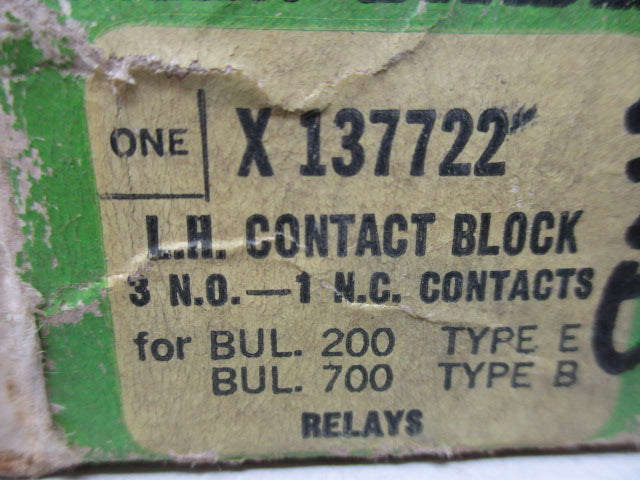 ONE
X 137722
L.H. CONTACT BLOCK
3 N.O.—1 N.C. CONTACTS
for BUL. 200 TYPE E
BUL. 700 TYPE B
RELAYS